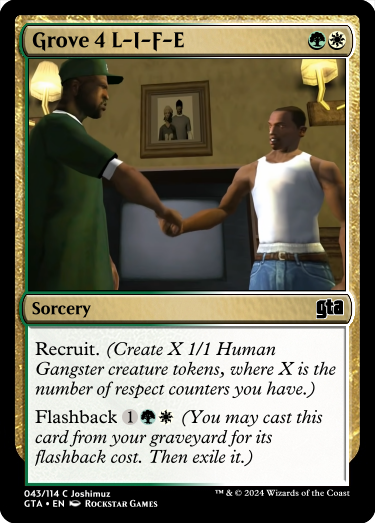 Grove 4 L-I-F-E
Sorcery
gta
Recruit. (Create X 1/1 Human
Gangster creature tokens, where X is the
number of respect counters you have.)
Flashback 1 (You may cast this
card from your graveyard for its
flashback cost. Then exile it.)
043/114 C Joshimuz
GTA • EN Rockstar Games
™ & © 2024 Wizards of the Coast